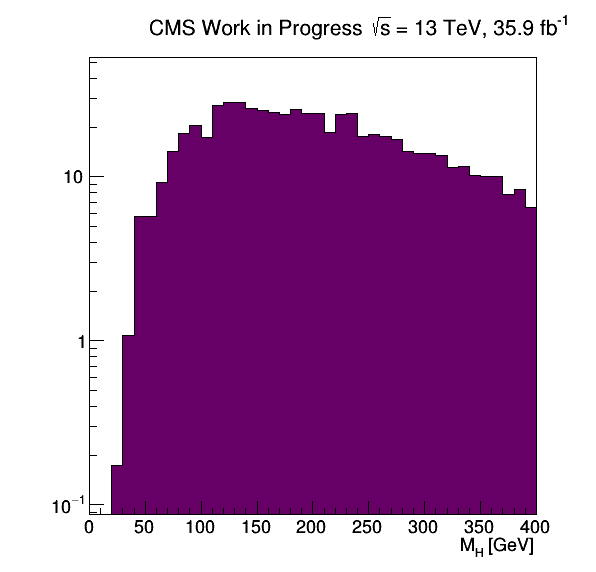 CMS Work in Progress √s = 13 TeV, 35.9 fb⁻¹
10
1
10⁻¹
0 50 100 150 200 250 300 350 400
M_H [GeV]